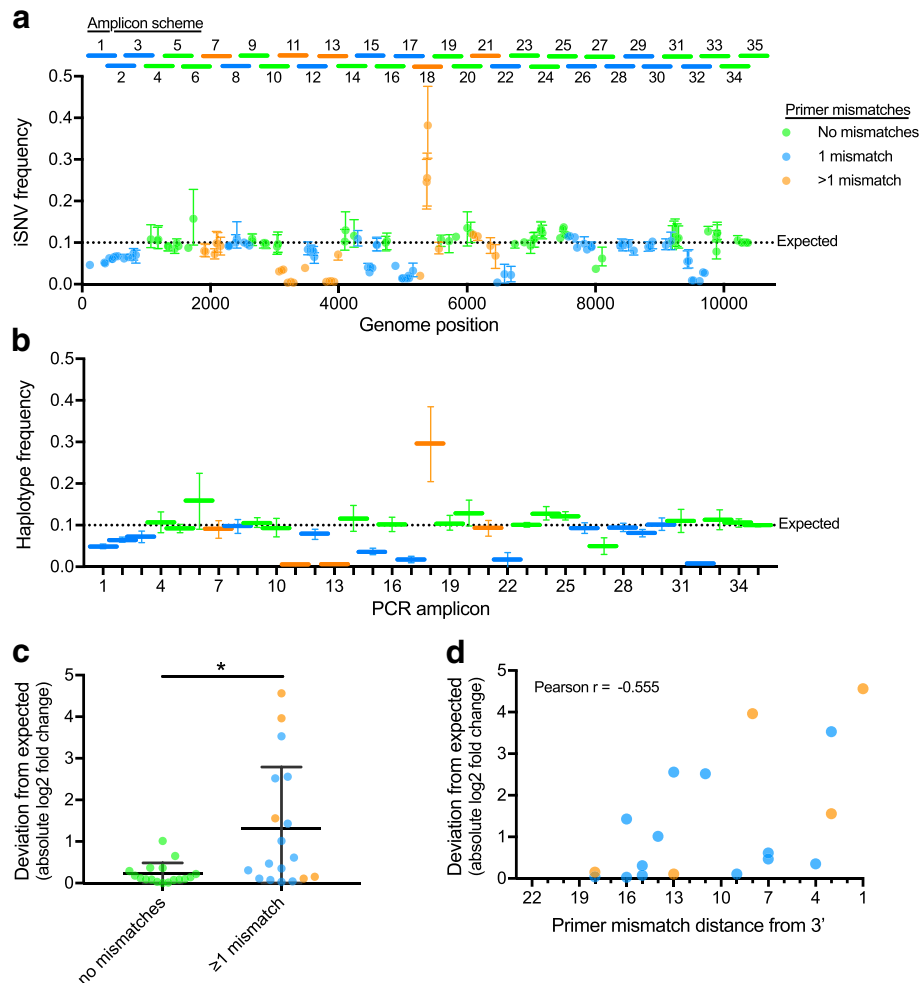 a
Amplicon scheme
1 3 5 7 9 11 13 15 17 19 21 23 25 27 29 31 33 35
2 4 6 8 10 12 14 16 18 20 22 24 26 28 30 32 34
iSNV frequency
0.5
0.4
0.3
0.2
0.1
0.0
0 2000 4000 6000 8000 10000
Genome position
Expected
Primer mismatches
No mismatches
1 mismatch
>1 mismatch
b
Haplotype frequency
0.5
0.4
0.3
0.2
0.1
0.0
1 4 7 10 13 16 19 22 25 28 31 34
PCR amplicon
Expected
c
Deviation from expected
(absolute log2 fold change)
5
4
3
2
1
0
*
no mismatches
≥1 mismatch
d
Deviation from expected
(absolute log2 fold change)
5
4
3
2
1
0
Pearson r = -0.555
22 19 16 13 10 7 4 1
Primer mismatch distance from 3’